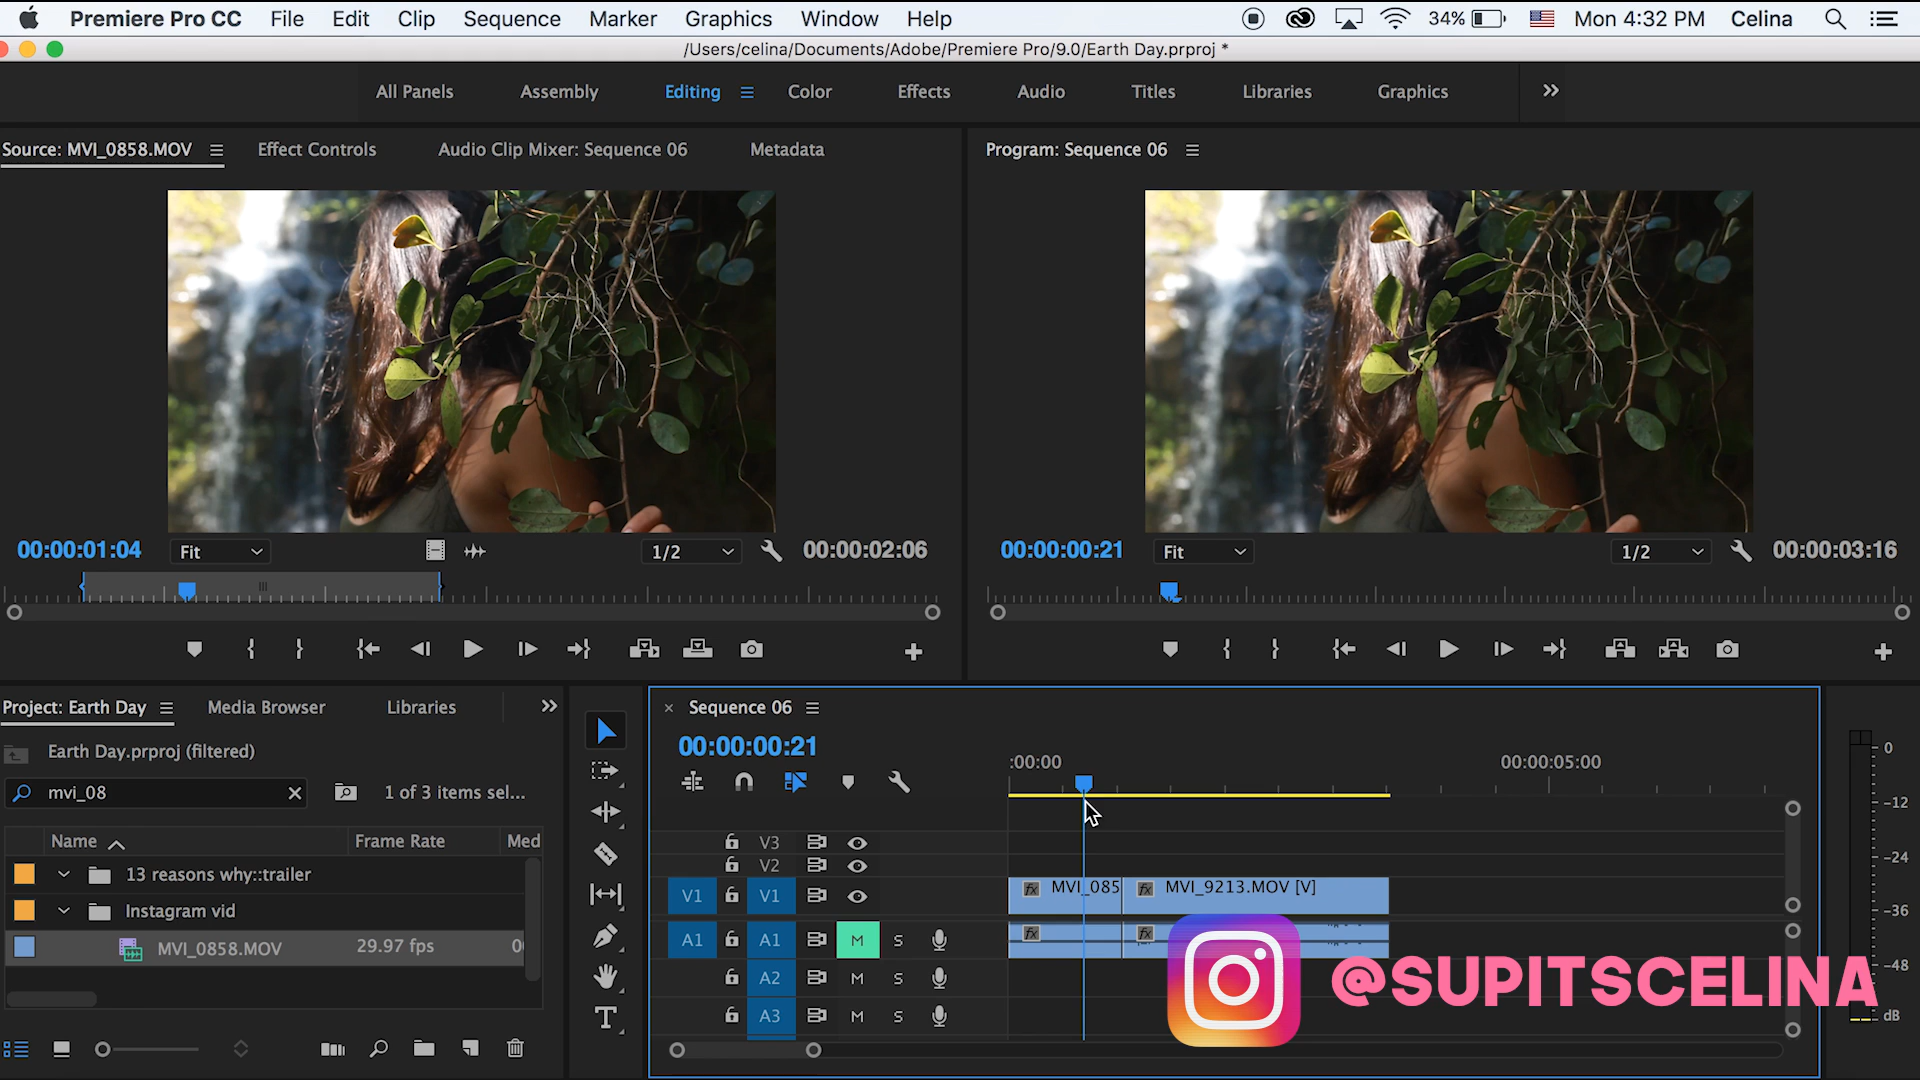 Premiere Pro CC File Edit Clip Sequence Marker Graphics Window Help 34% Mon 4:32 PM Celina
/Users/celina/Documents/Adobe/Premiere Pro/9.0/Earth Day.prproj *
All Panels Assembly Editing Color Effects Audio Titles Libraries Graphics
Source: MVI_0858.MOV Effect Controls Audio Clip Mixer: Sequence 06 Metadata
Program: Sequence 06
00:00:01:04 Fit 1/2 00:00:02:06
00:00:00:21 Fit 1/2 00:00:03:16
Project: Earth Day Media Browser Libraries
Earth Day.prproj (filtered)
mvi_08 1 of 3 items sel...
Name Frame Rate Med
13 reasons why::trailer
Instagram vid
MVI_0858.MOV 29.97 fps 00
Sequence 06
00:00:00:21
:00:00 00:00:05:00
V3
V2
V1 V1 fx MVI_085 fx MVI_9213.MOV [V]
A1 A1 M S fx fx
A2 M S
A3 M S
@SUPITSCELINA
0
-12
-24
-36
-48
dB